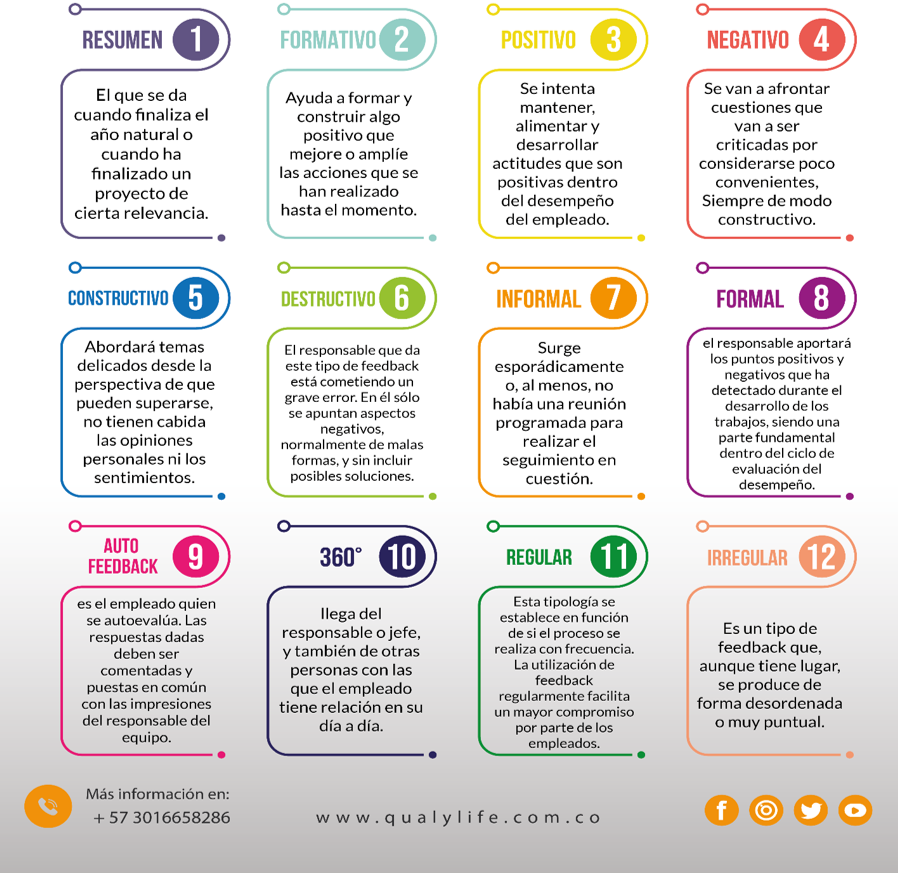 RESUMEN 1
El que se da
cuando finaliza el
año natural o
cuando ha
finalizado un
proyecto de
cierta relevancia.
FORMATIVO 2
Ayuda a formar y
construir algo
positivo que
mejore o amplíe
las acciones que se
han realizado
hasta el momento.
POSITIVO 3
Se intenta
mantener,
alimentar y
desarrollar
actitudes que son
positivas dentro
del desempeño
del empleado.
NEGATIVO 4
Se van a afrontar
cuestiones que
van a ser
criticadas por
considerarse poco
convenientes,
Siempre de modo
constructivo.
CONSTRUCTIVO 5
Abordará temas
delicados desde la
perspectiva de que
pueden superarse,
no tienen cabida
las opiniones
personales ni los
sentimientos.
DESTRUCTIVO 6
El responsable que da
este tipo de feedback
está cometiendo un
grave error. En él sólo
se apuntan aspectos
negativos,
normalmente de malas
formas, y sin incluir
posibles soluciones.
INFORMAL 7
Surge
esporádicamente
o, al menos, no
había una reunión
programada para
realizar el
seguimiento en
cuestión.
FORMAL 8
el responsable aportará
los puntos positivos y
negativos que ha
detectado durante el
desarrollo de los
trabajos, siendo una
parte fundamental
dentro del ciclo de
evaluación del
desempeño.
AUTO
FEEDBACK 9
es el empleado quien
se autoevalúa. Las
respuestas dadas
deben ser
comentadas y
puestas en común
con las impresiones
del responsable del
equipo.
360° 10
llega del
responsable o jefe,
y también de otras
personas con las
que el empleado
tiene relación en su
día a día.
REGULAR 11
Esta tipología se
establece en función
de si el proceso se
realiza con frecuencia.
La utilización de
feedback
regularmente facilita
un mayor compromiso
por parte de los
empleados.
IRREGULAR 12
Es un tipo de
feedback que,
aunque tiene lugar,
se produce de
forma desordenada
o muy puntual.
Más información en:
+ 57 3016658286
www.qualylife.com.co